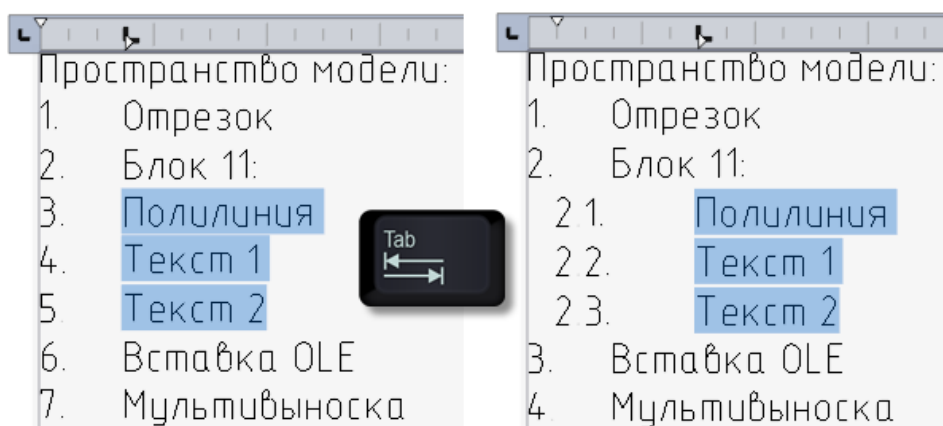 Пространство модели:
1. Отрезок
2. Блок 11:
3. Полилиния
4. Текст 1
5. Текст 2
6. Вставка OLE
7. Мультивыноска
Tab
Пространство модели:
1. Отрезок
2. Блок 11:
2.1. Полилиния
2.2. Текст 1
2.3. Текст 2
3. Вставка OLE
4. Мультивыноска